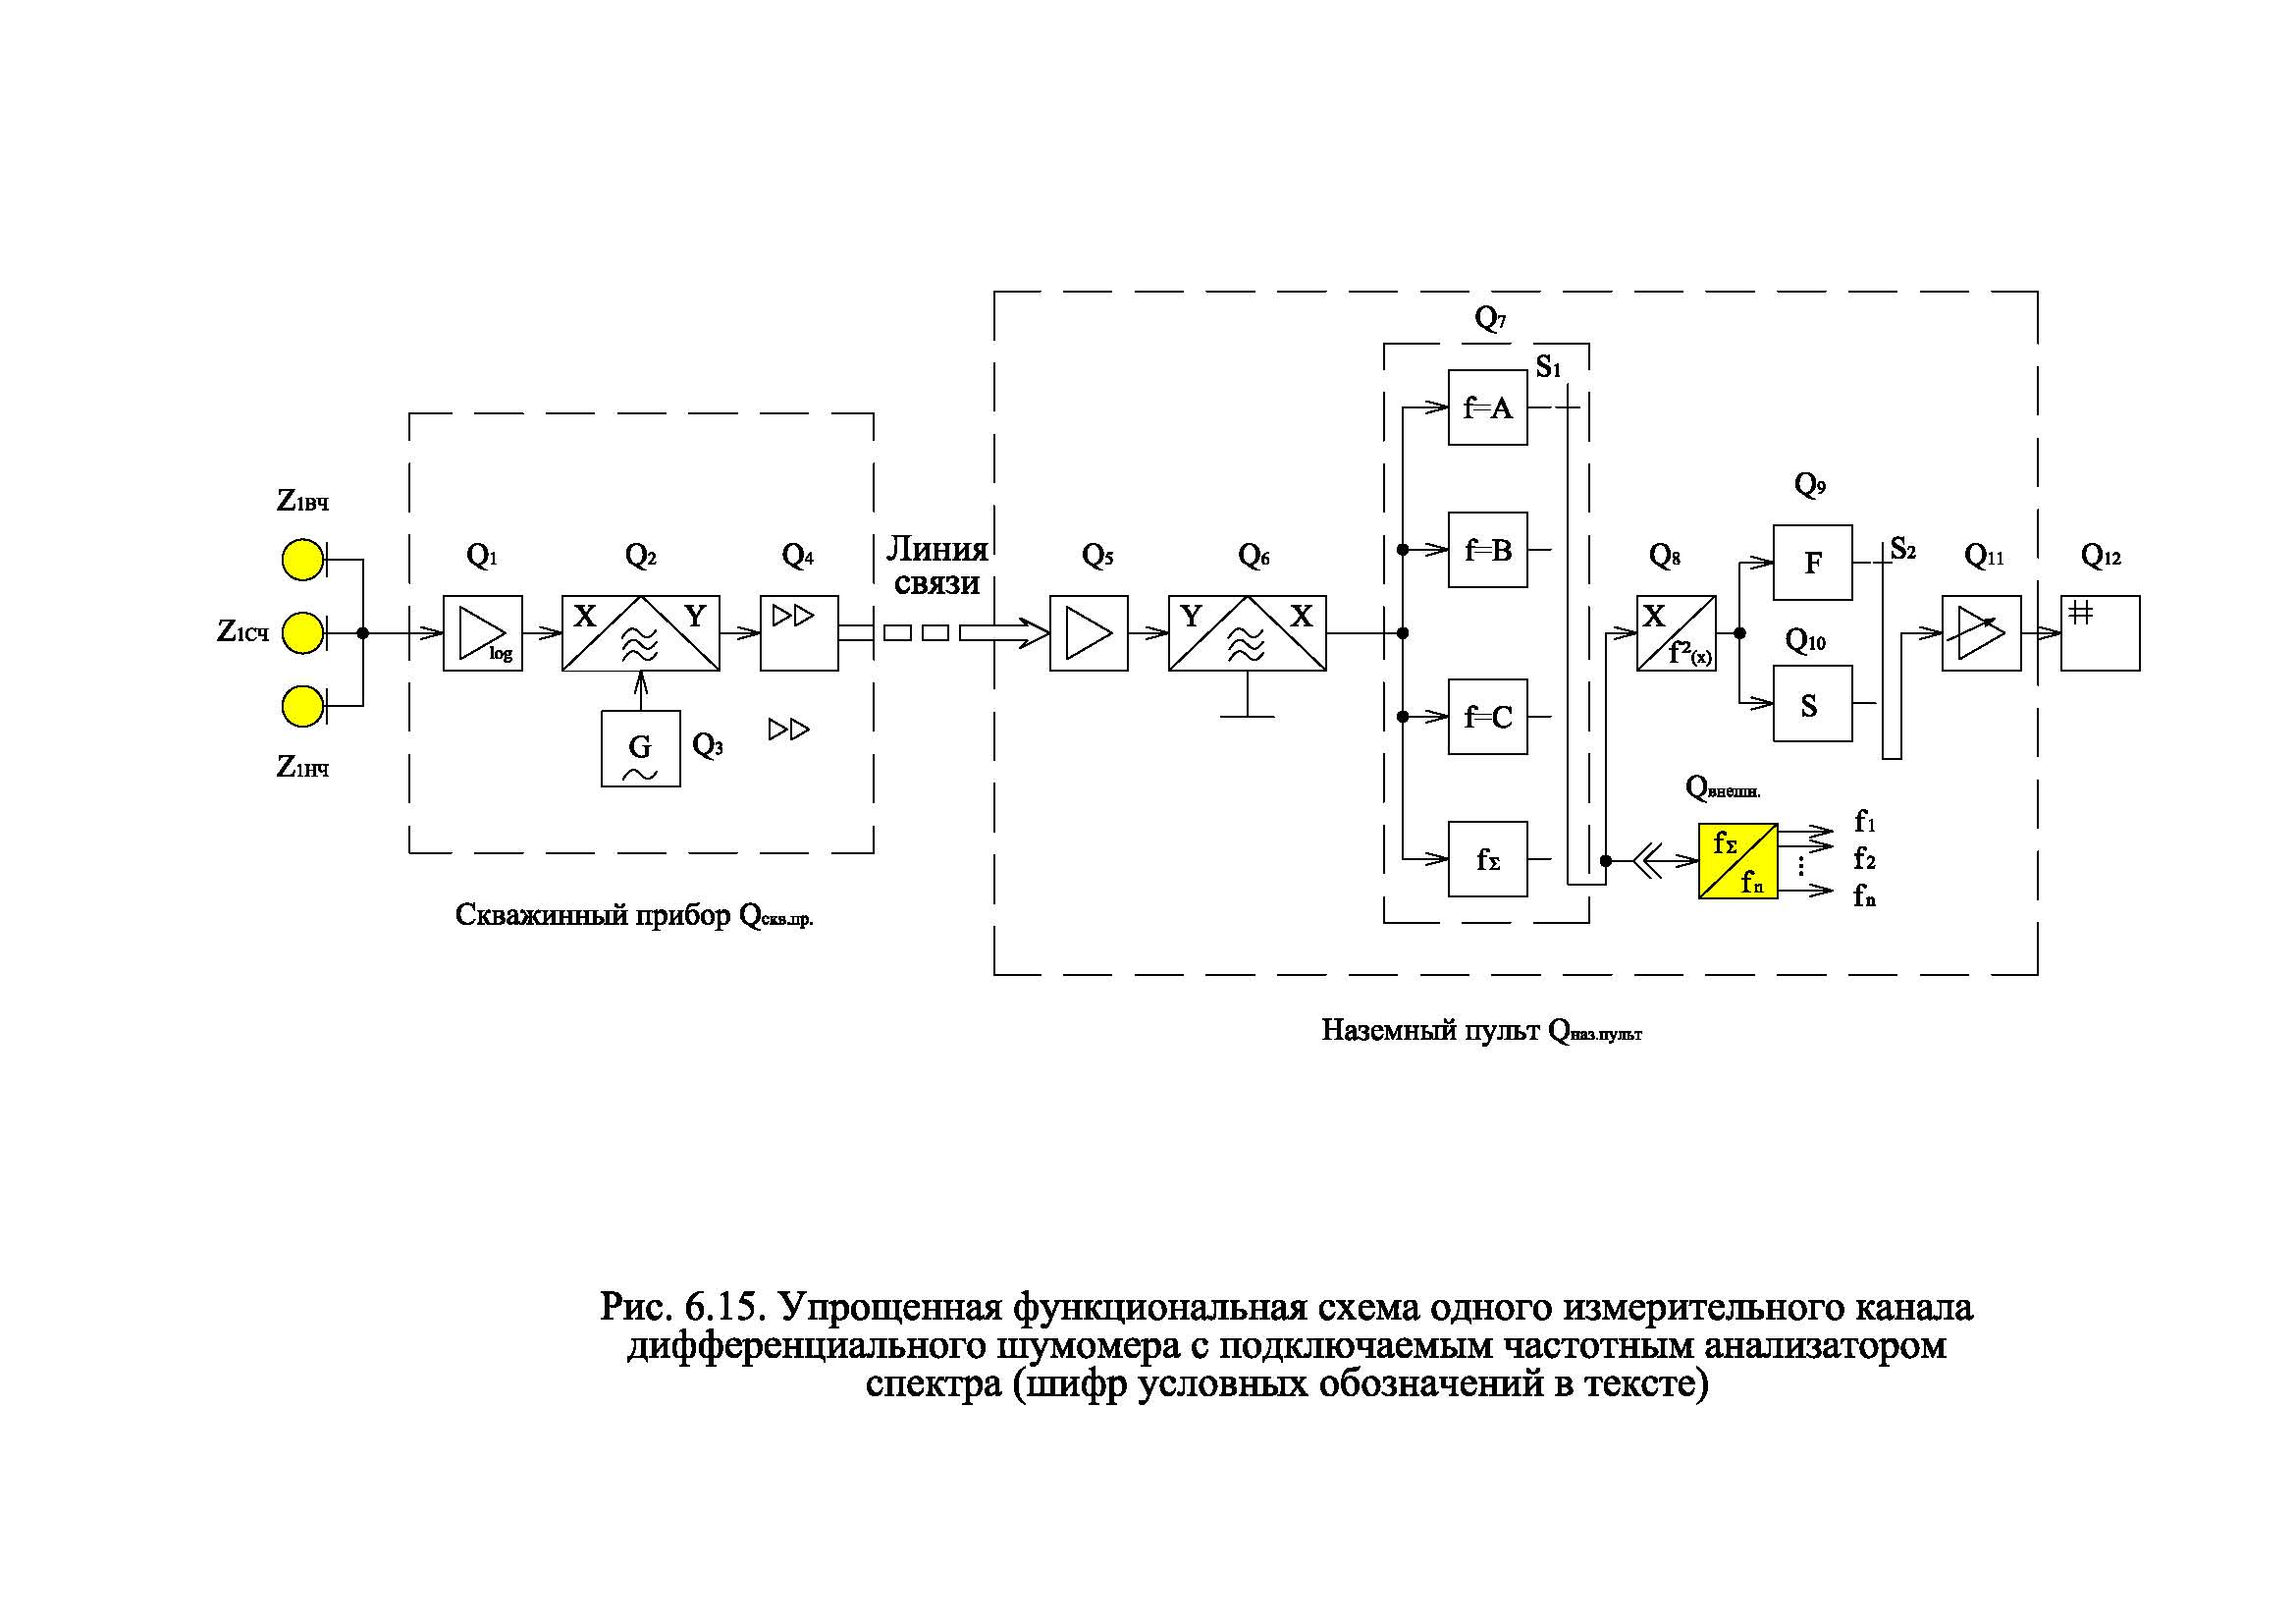 Q7
S1
f=A
Z1ВЧ
Q1
Q2
Q4
Линия
связи
Q5
Q6
f=B
Q8
Q9
F
S2
Q11
Q12
Z1СЧ
log
X
Y
Y
X
X
f²(x)
Q10
S
#
Z1НЧ
G
Q3
f=C
Qвнешн.
fΣ
fΣ
fn
f1
f2
fn
Скважинный прибор Qскв.пр.
Наземный пульт Qназ.пульт
Рис. 6.15. Упрощенная функциональная схема одного измерительного канала
дифференциального шумомера с подключаемым частотным анализатором
спектра (шифр условных обозначений в тексте)